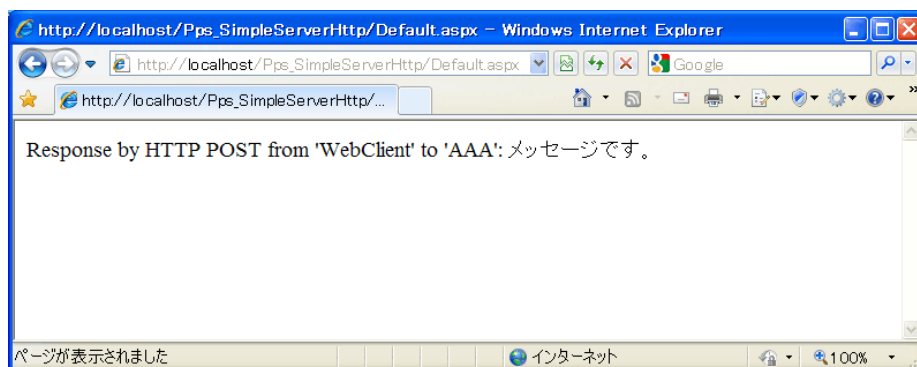 http://localhost/Pps_SimpleServerHttp/Default.aspx - Windows Internet Explorer
http://localhost/Pps_SimpleServerHttp/Default.aspx
Google
http://localhost/Pps_SimpleServerHttp/...
Response by HTTP POST from 'WebClient' to 'AAA': メッセージです。
ページが表示されました
インターネット
100%